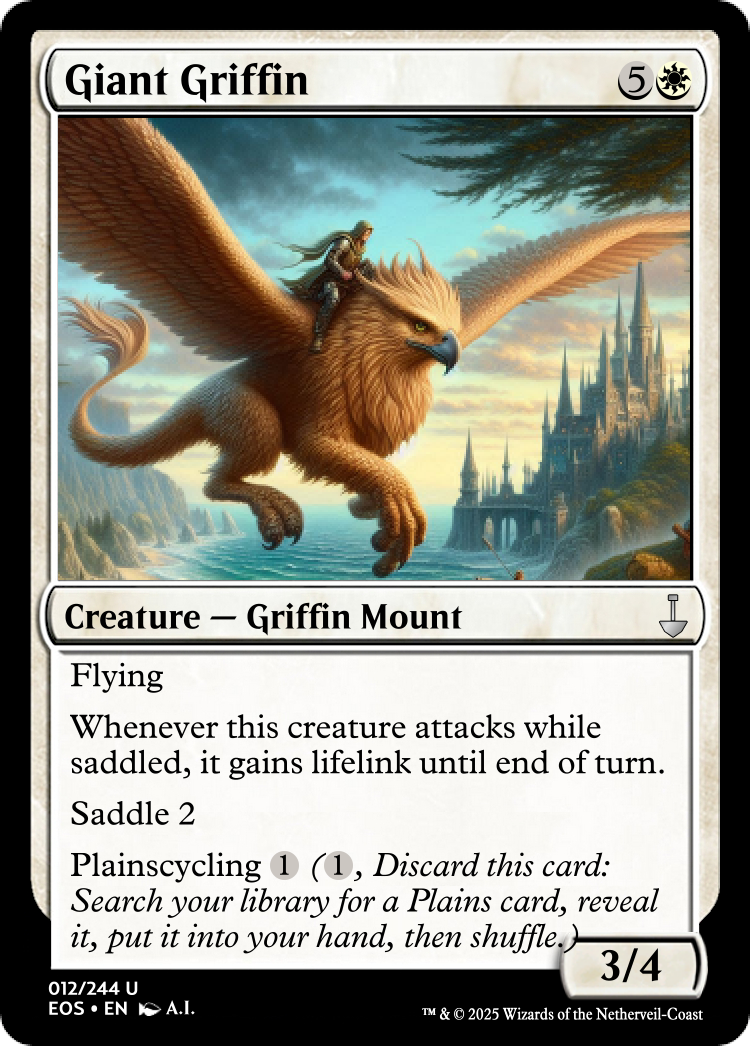 Giant Griffin 5
Creature — Griffin Mount
Flying
Whenever this creature attacks while
saddled, it gains lifelink until end of turn.
Saddle 2
Plainscycling 1 (1, Discard this card:
Search your library for a Plains card, reveal
it, put it into your hand, then shuffle.)
3/4
012/244 U
EOS • EN A.I.
™ & © 2025 Wizards of the Netherveil-Coast